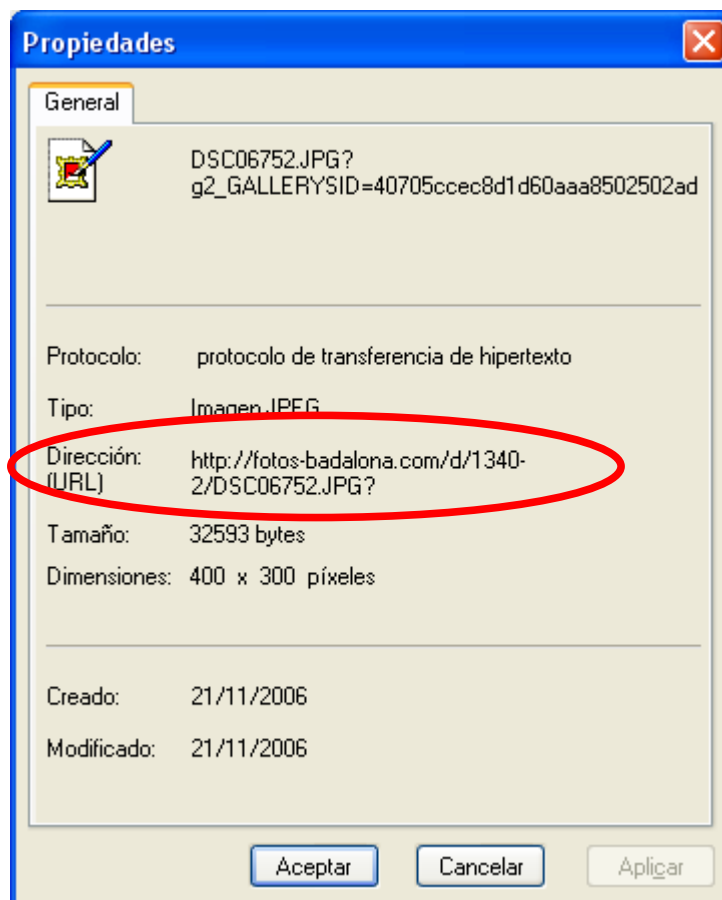 Propiedades
General
DSC06752.JPG?
g2_GALLERYSID=40705ccec8d1d60aaa8502502ad
Protocolo: protocolo de transferencia de hipertexto
Tipo: Imagen JPEG
Dirección: http://fotos-badalona.com/d/1340-
(URL) 2/DSC06752.JPG?
Tamaño: 32593 bytes
Dimensiones: 400 x 300 píxeles
Creado: 21/11/2006
Modificado: 21/11/2006
Aceptar Cancelar Aplicar